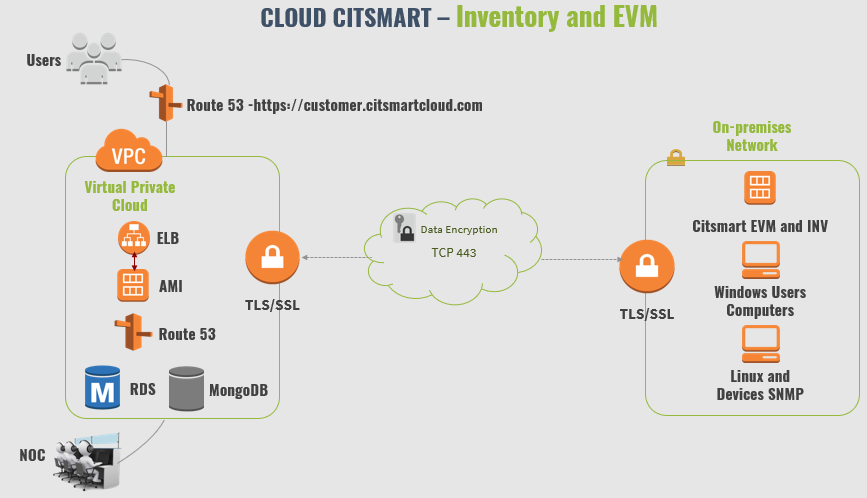 CLOUD CITSMART – Inventory and EVM
Users
Route 53 -https://customer.citsmartcloud.com
VPC
Virtual Private
Cloud
ELB
AMI
Route 53
M
RDS
MongoDB
NOC
TLS/SSL
Data Encryption
TCP 443
TLS/SSL
On-premises
Network
Citsmart EVM and INV
Windows Users
Computers
Linux and
Devices SNMP